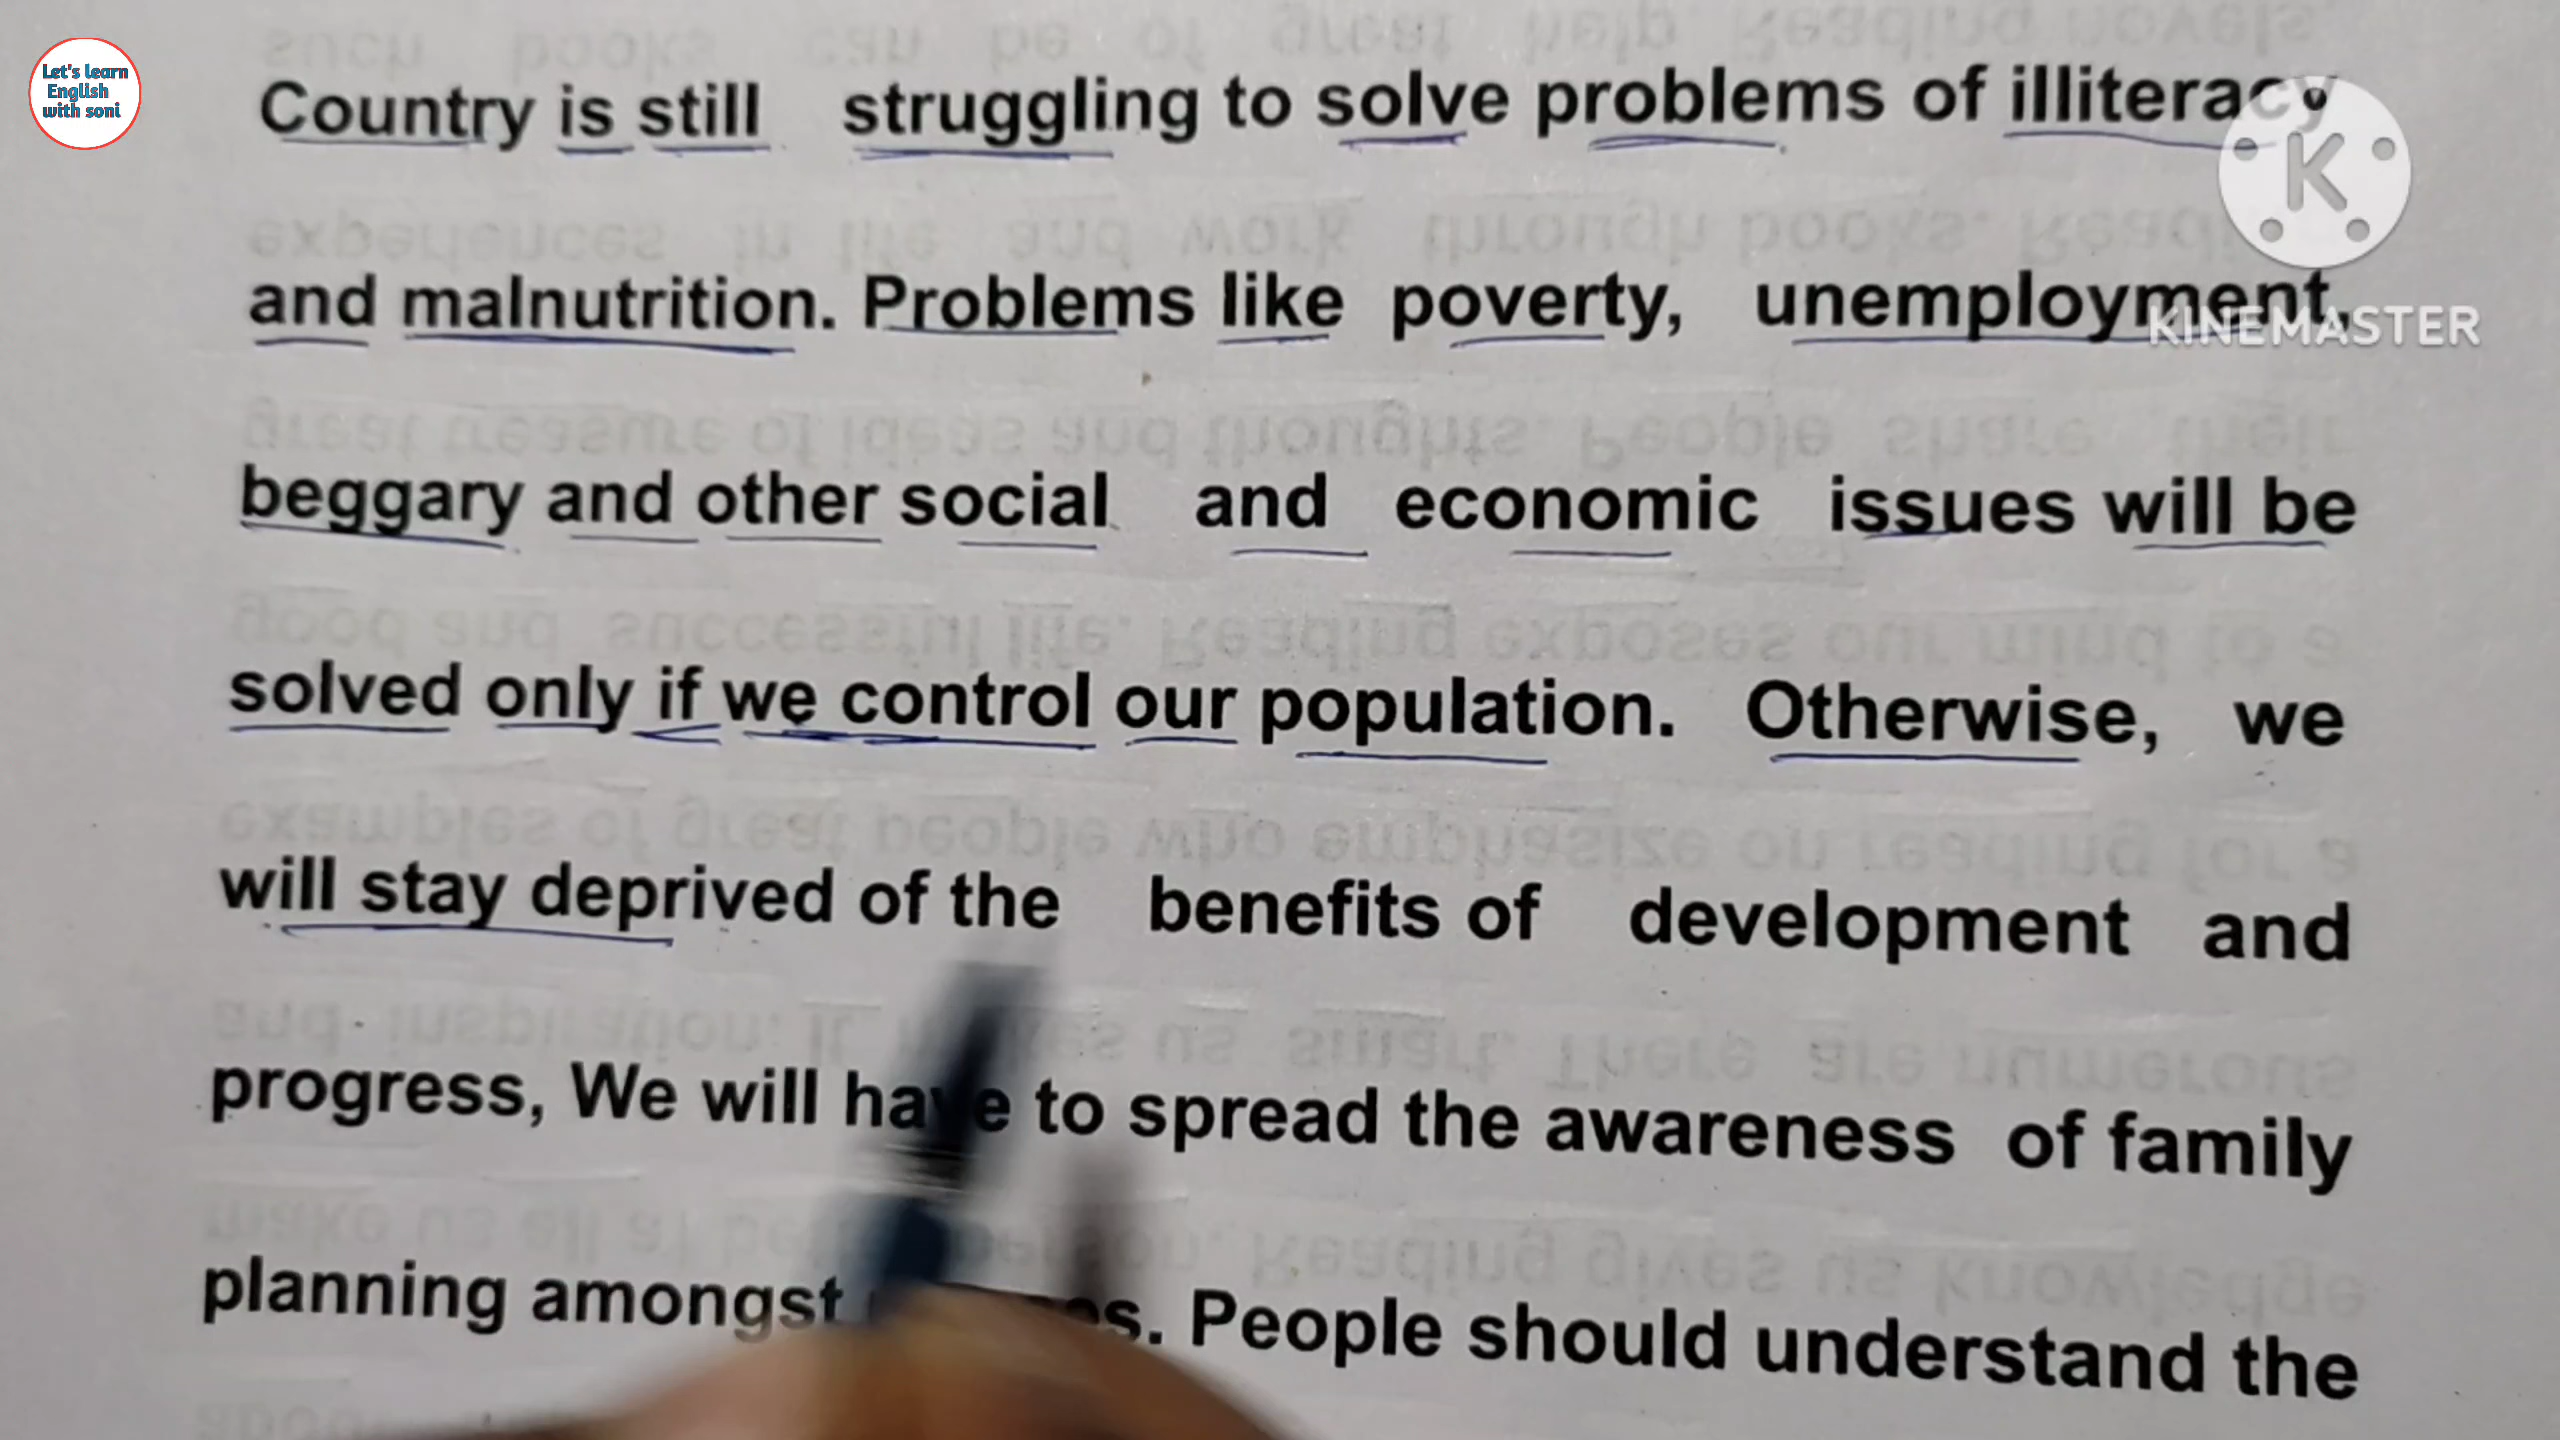 Let's learn
English
with soni
Country is still struggling to solve problems of illiteracy
KINEMASTER
and malnutrition. Problems like poverty, unemployment,
beggary and other social and economic issues will be
solved only if we control our population. Otherwise, we
will stay deprived of the benefits of development and
progress, We will have to spread the awareness of family
planning amongst. People should understand the